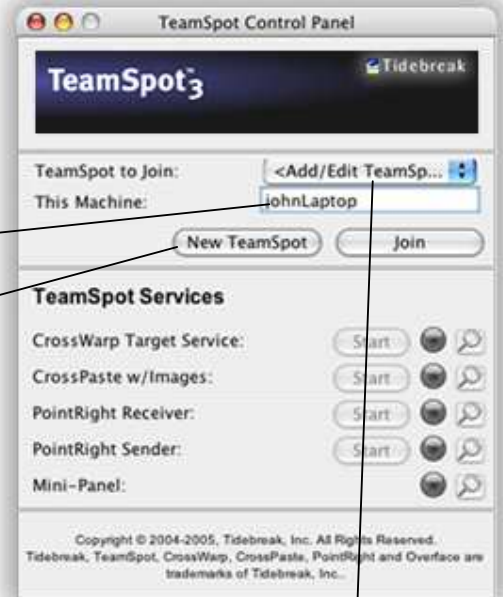 TeamSpot Control Panel
Tidebreak
TeamSpot™3
TeamSpot to Join: <Add/Edit TeamSp...
This Machine: johnLaptop
New TeamSpot Join
TeamSpot Services
CrossWarp Target Service: Start
CrossPaste w/Images: Start
PointRight Receiver: Start
PointRight Sender: Start
Mini-Panel:
Copyright © 2004-2005, Tidebreak, Inc. All Rights Reserved.
Tidebreak, TeamSpot, CrossWarp, CrossPaste, PointRight and Overface are
trademarks of Tidebreak, Inc..